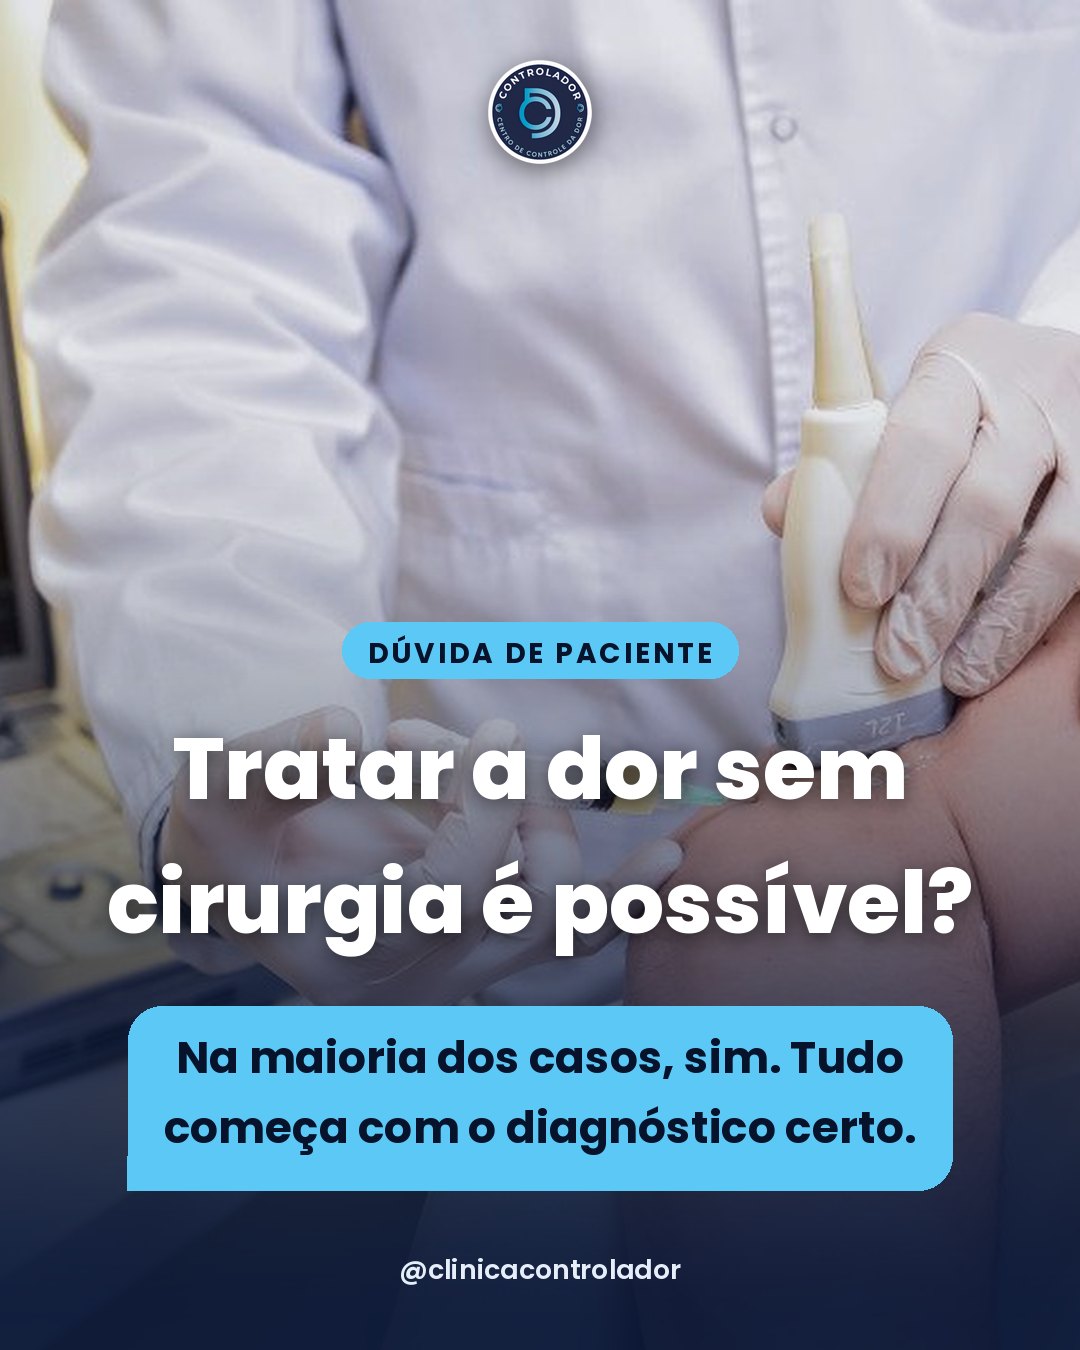 CONTROLADOR
CENTRO DE CONTROLE DA DOR
DÚVIDA DE PACIENTE
Tratar a dor sem
cirurgia é possível?
Na maioria dos casos, sim. Tudo
começa com o diagnóstico certo.
@clinicacontrolador